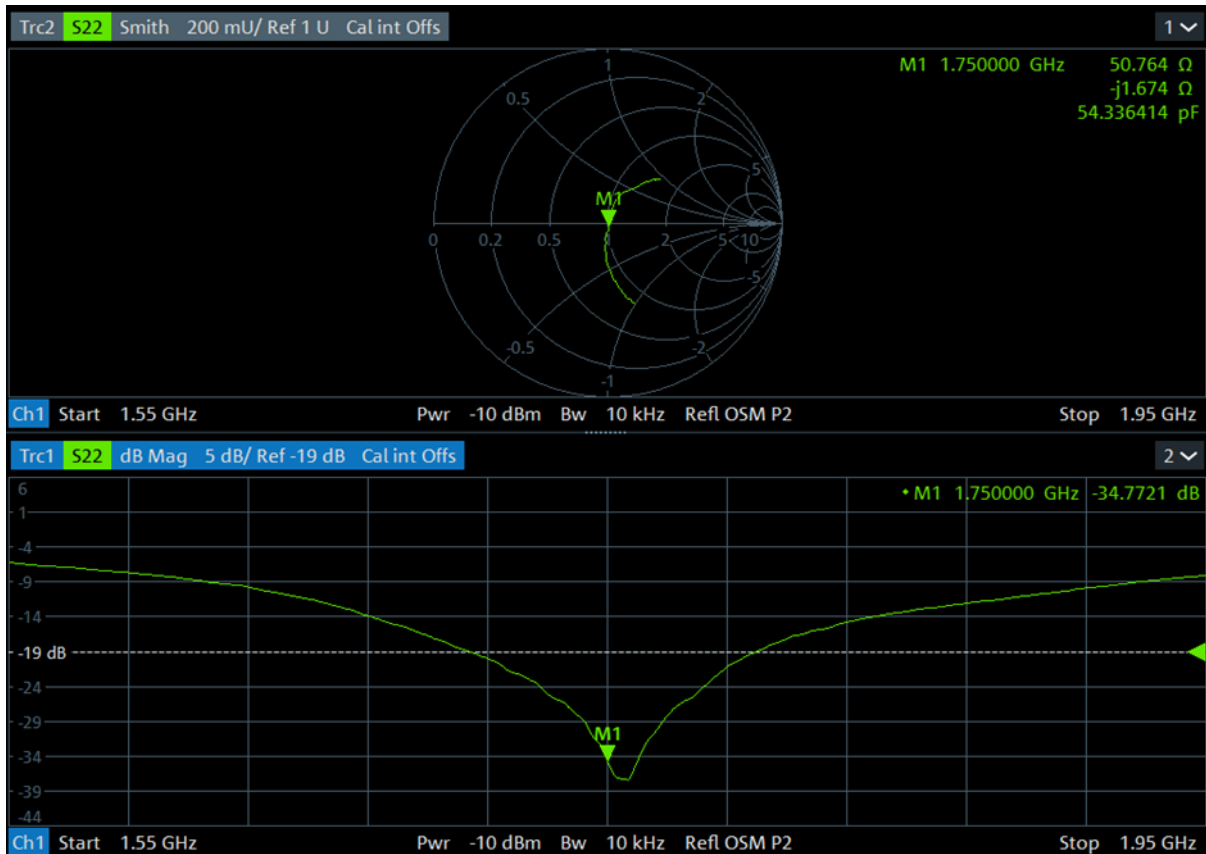 Trc2 S22 Smith 200 mU/ Ref 1 U Cal int Offs 1
M1 1.750000 GHz 50.764 Ω
-j1.674 Ω
54.336414 pF
1
0.5 2
5
M1
0 0.2 0.5 1 2 5 10
-5
-0.5 -2
-1
Ch1 Start 1.55 GHz Pwr -10 dBm Bw 10 kHz Refl OSM P2 Stop 1.95 GHz
Trc1 S22 dB Mag 5 dB/ Ref -19 dB Cal int Offs 2
6
• M1 1.750000 GHz -34.7721 dB
1
-4
-9
-14
-19 dB
-24
-29
M1
-34
-39
-44
Ch1 Start 1.55 GHz Pwr -10 dBm Bw 10 kHz Refl OSM P2 Stop 1.95 GHz